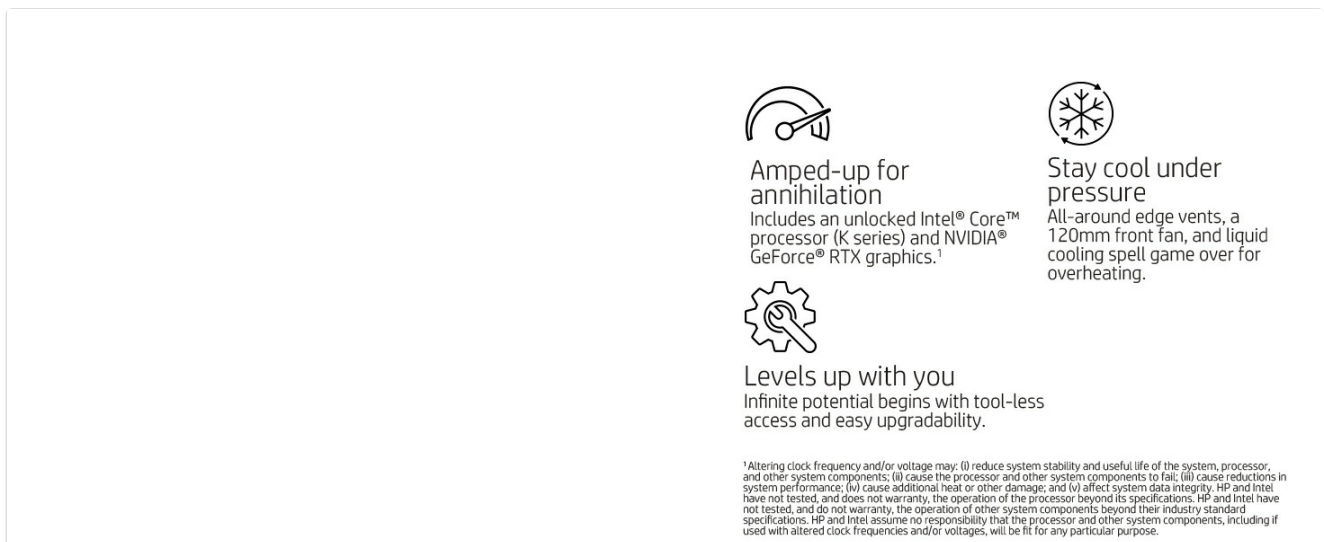 Amped-up for
annihilation
Includes an unlocked Intel® Core™
processor (K series) and NVIDIA®
GeForce® RTX graphics.¹
Stay cool under
pressure
All-around edge vents, a
120mm front fan, and liquid
cooling spell game over for
overheating.
Levels up with you
Infinite potential begins with tool-less
access and easy upgradability.
¹ Altering clock frequency and/or voltage may: (i) reduce system stability and useful life of the system, processor,
and other system components; (ii) cause the processor and other system components to fail; (iii) cause reductions in
system performance; (iv) cause additional heat or other damage; and (v) affect system data integrity. HP and Intel
have not tested, and does not warranty, the operation of the processor beyond its specifications. HP and Intel have
not tested, and do not warranty, the operation of other system components beyond their industry standard
specifications. HP and Intel assume no responsibility that the processor and other system components, including if
used with altered clock frequencies and/or voltages, will be fit for any particular purpose.